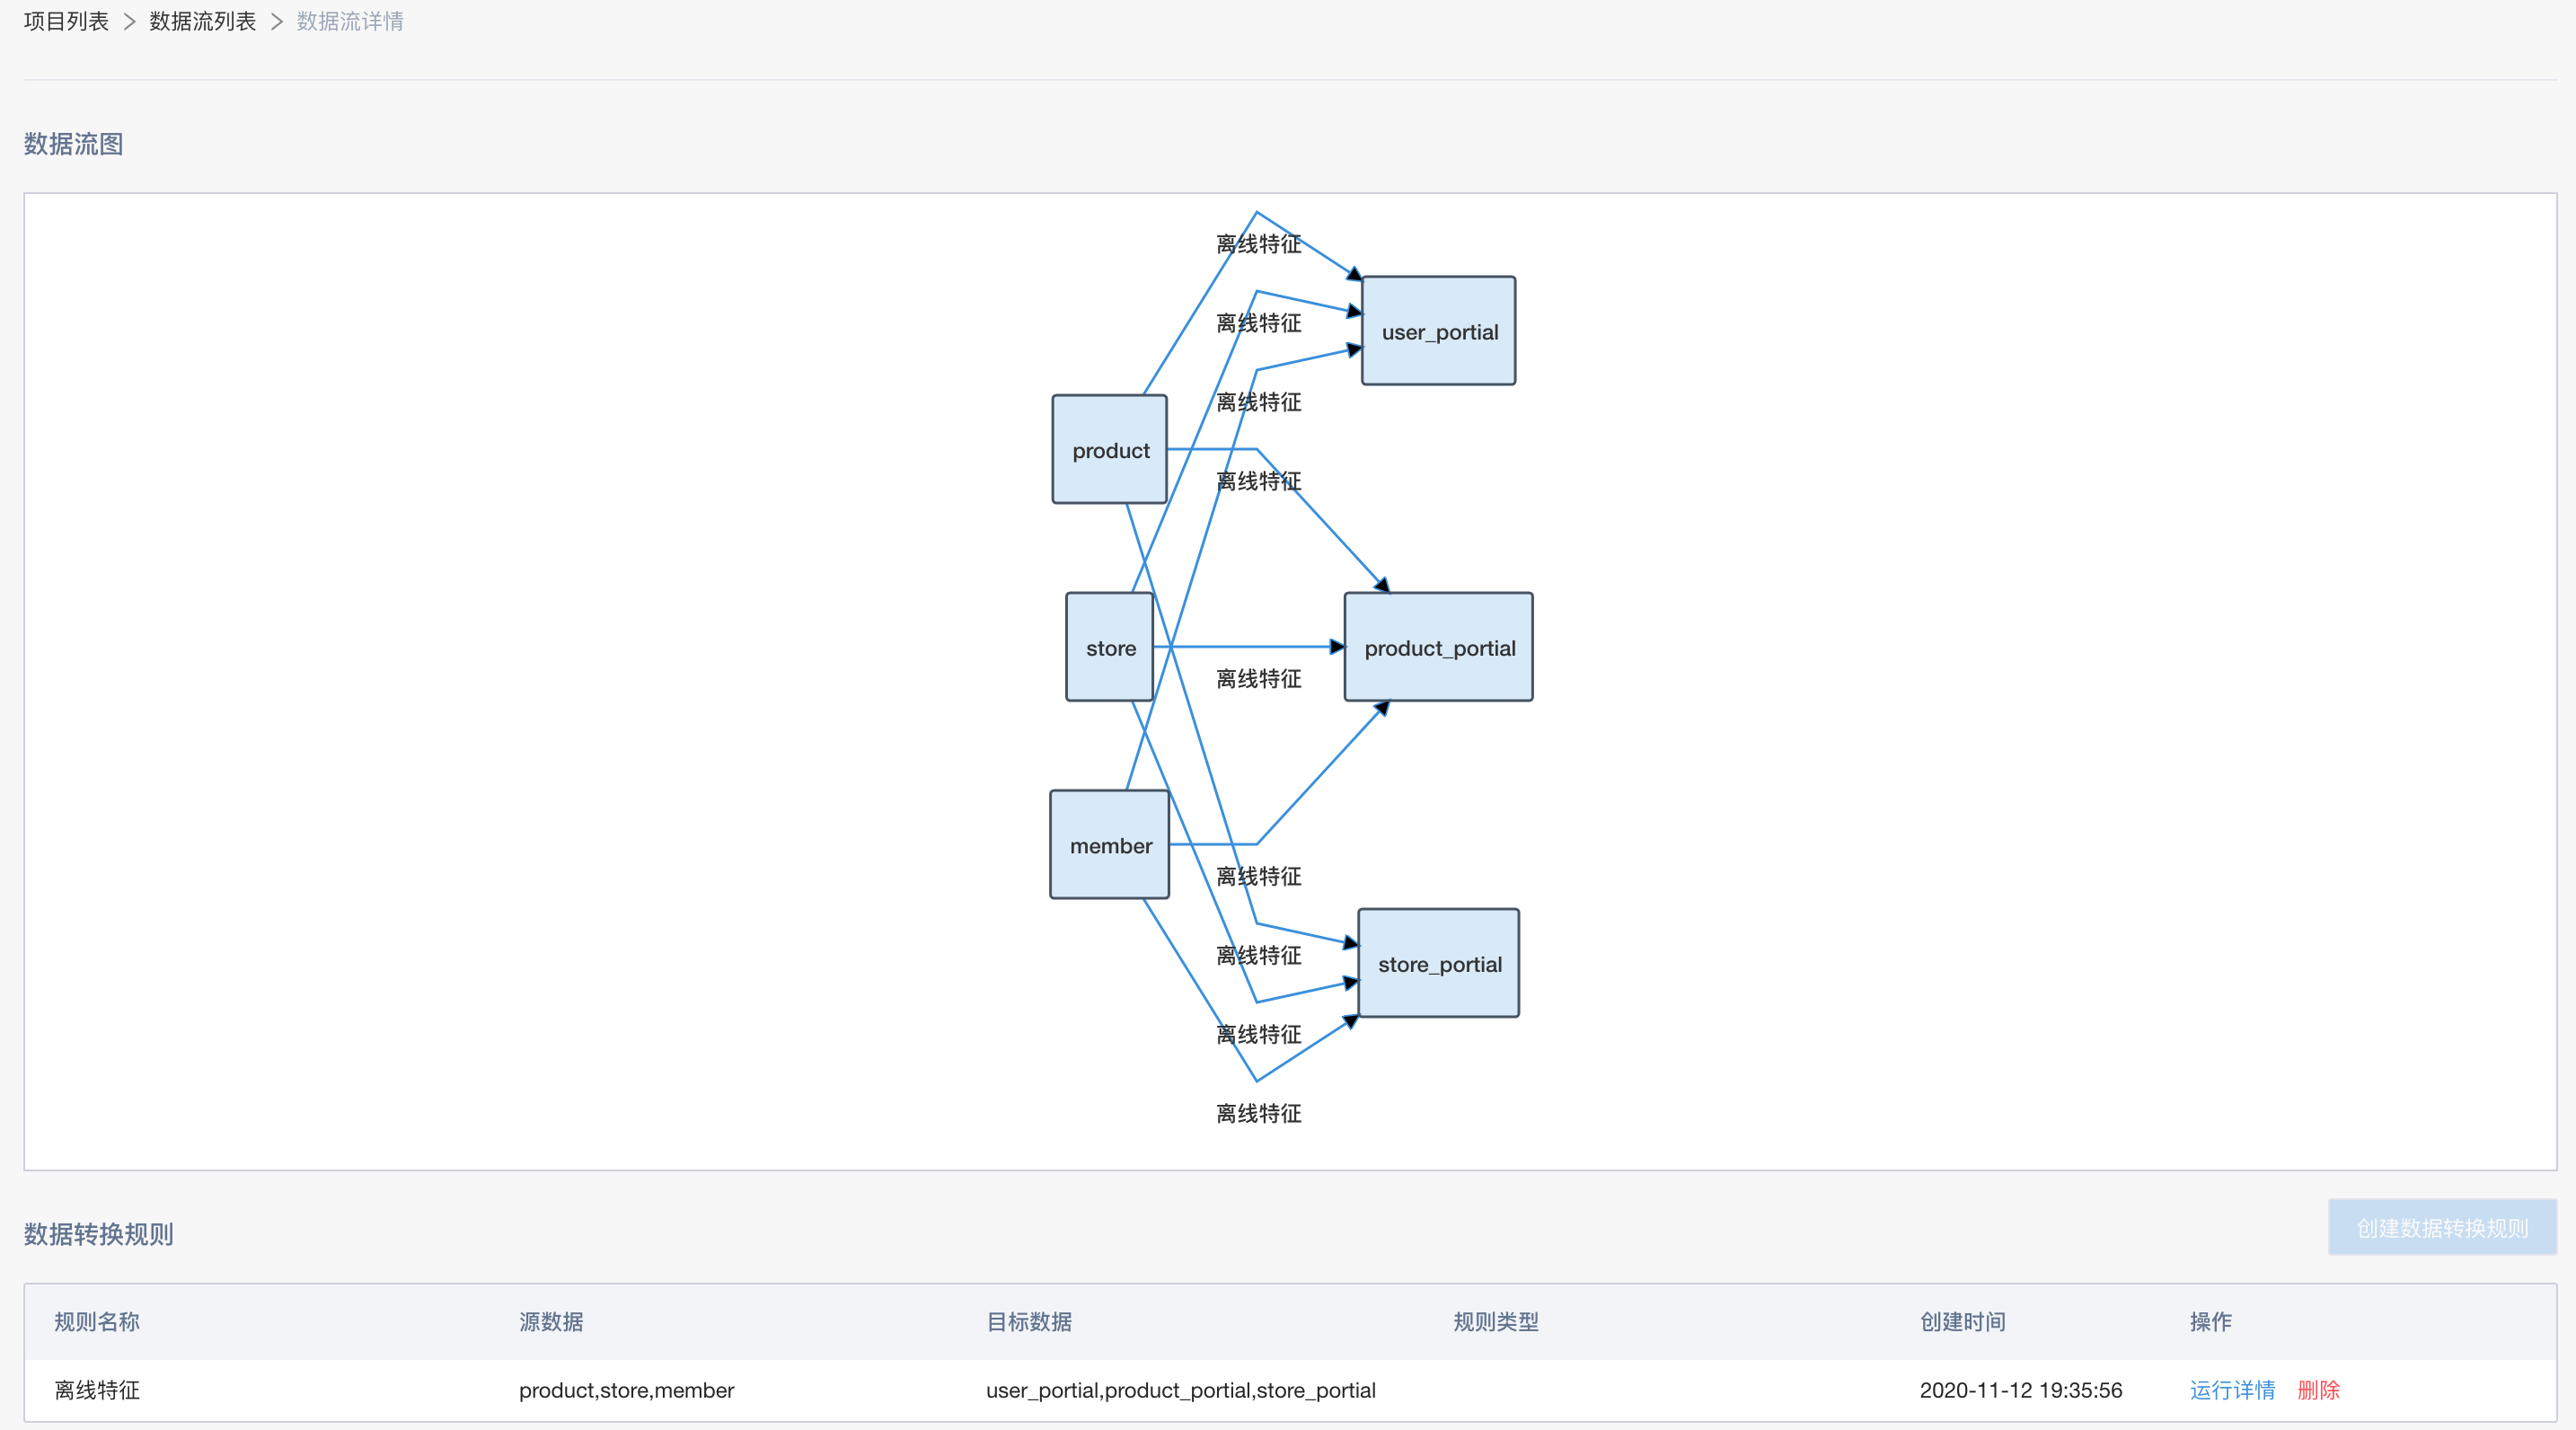 项目列表 > 数据流列表 > 数据流详情
数据流图
离线特征
user_portial
离线特征
离线特征
product
离线特征
store
product_portial
离线特征
member
离线特征
离线特征
store_portial
离线特征
离线特征
数据转换规则
创建数据转换规则
规则名称 源数据 目标数据 规则类型 创建时间 操作
离线特征 product,store,member user_portial,product_portial,store_portial 2020-11-12 19:35:56 运行详情 删除